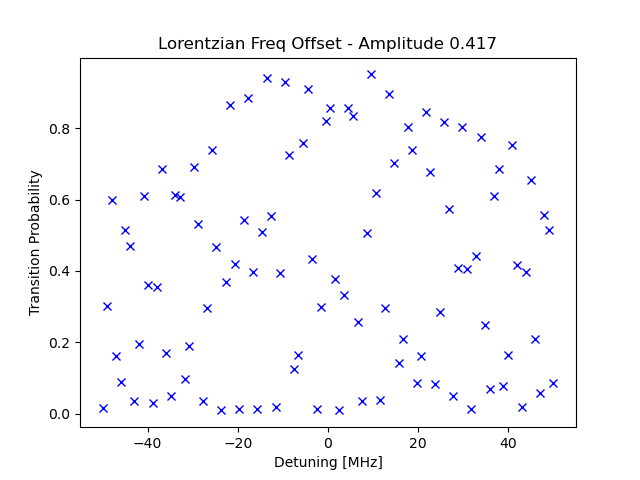 Lorentzian Freq Offset - Amplitude 0.417
Transition Probability
0.8
0.6
0.4
0.2
0.0
−40 −20 0 20 40
Detuning [MHz]